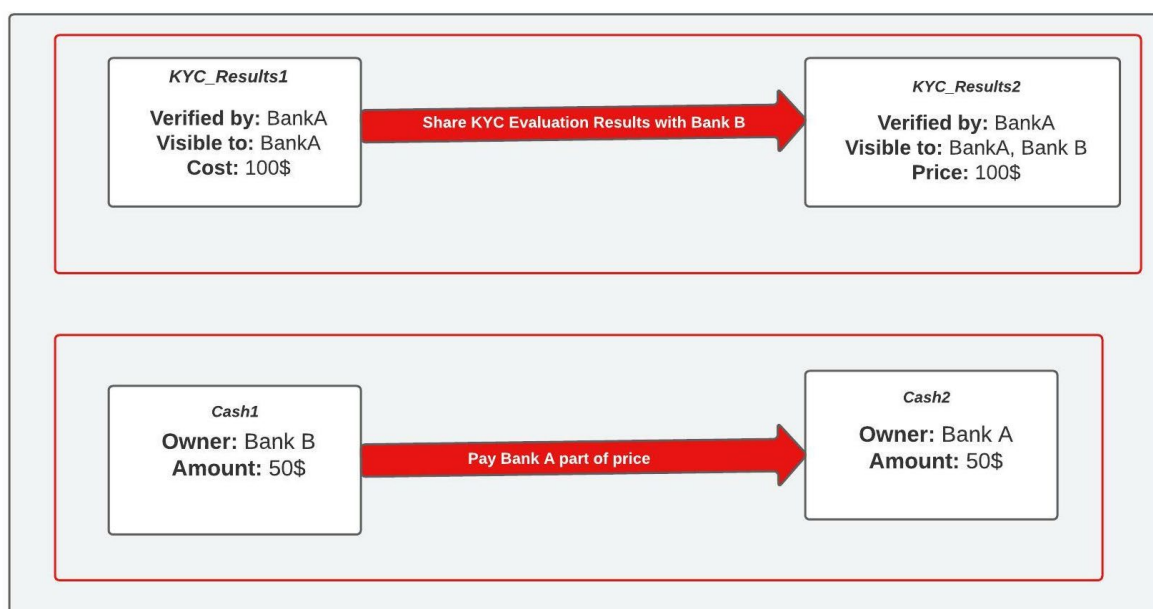 KYC_Results1
Verified by: BankA
Visible to: BankA
Cost: 100$
Share KYC Evaluation Results with Bank B
KYC_Results2
Verified by: BankA
Visible to: BankA, Bank B
Price: 100$
Cash1
Owner: Bank B
Amount: 50$
Pay Bank A part of price
Cash2
Owner: Bank A
Amount: 50$